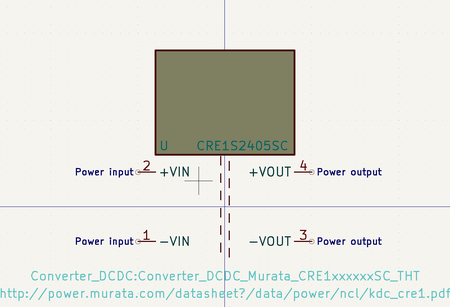 U CRE1S2405SC
Power input 2 +VIN +VOUT 4 Power output
Power input 1 -VIN -VOUT 3 Power output
Converter_DCDC:Converter_DCDC_Murata_CRE1xxxxxxSC_THT
http://power.murata.com/datasheet?/data/power/ncl/kdc_cre1.pdf